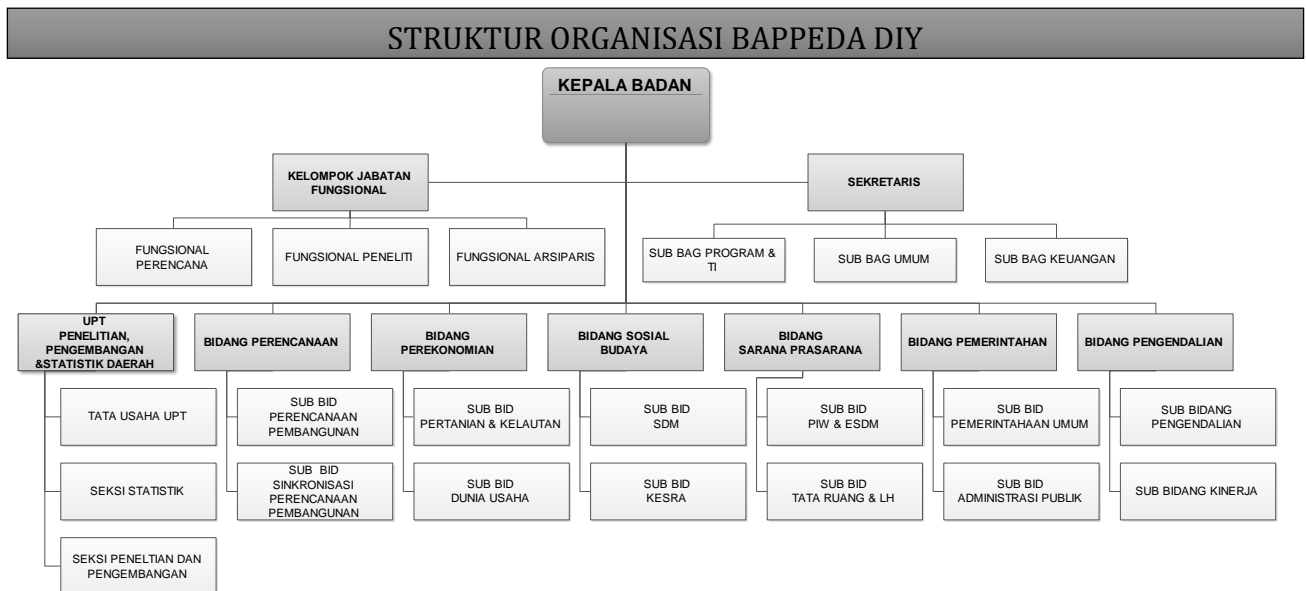 STRUKTUR ORGANISASI BAPPEDA DIY
KEPALA BADAN
KELOMPOK JABATAN
FUNGSIONAL
SEKRETARIS
FUNGSIONAL
PERENCANA
FUNGSIONAL PENELITI
FUNGSIONAL ARSIPARIS
SUB BAG PROGRAM &
TI
SUB BAG UMUM
SUB BAG KEUANGAN
UPT
PENELITIAN,
PENGEMBANGAN
&STATISTIK DAERAH
BIDANG PERENCANAAN
BIDANG
PEREKONOMIAN
BIDANG SOSIAL
BUDAYA
BIDANG
SARANA PRASARANA
BIDANG PEMERINTAHAN
BIDANG PENGENDALIAN
TATA USAHA UPT
SUB BID
PERENCANAAN
PEMBANGUNAN
SUB BID
PERTANIAN & KELAUTAN
SUB BID
SDM
SUB BID
PIW & ESDM
SUB BID
PEMERINTAHAAN UMUM
SUB BIDANG
PENGENDALIAN
SEKSI STATISTIK
SUB BID
SINKRONISASI
PERENCANAAN
PEMBANGUNAN
SUB BID
DUNIA USAHA
SUB BID
KESRA
SUB BID
TATA RUANG & LH
SUB BID
ADMINISTRASI PUBLIK
SUB BIDANG KINERJA
SEKSI PENELTIAN DAN
PENGEMBANGAN